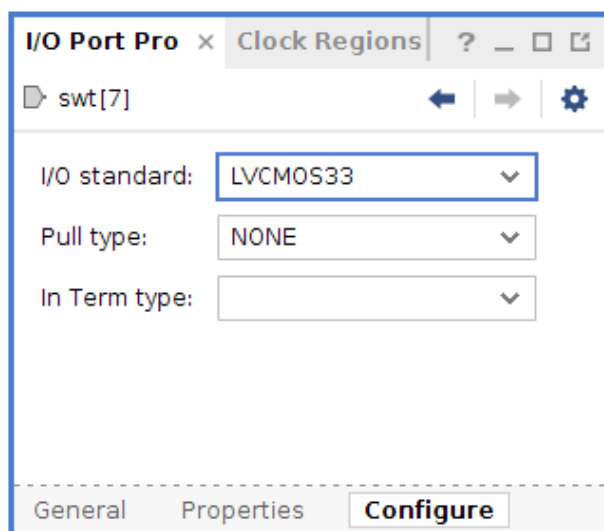 I/O Port Pro × Clock Regions ?
swt[7]
I/O standard: LVCMOS33
Pull type: NONE
In Term type:
General Properties Configure